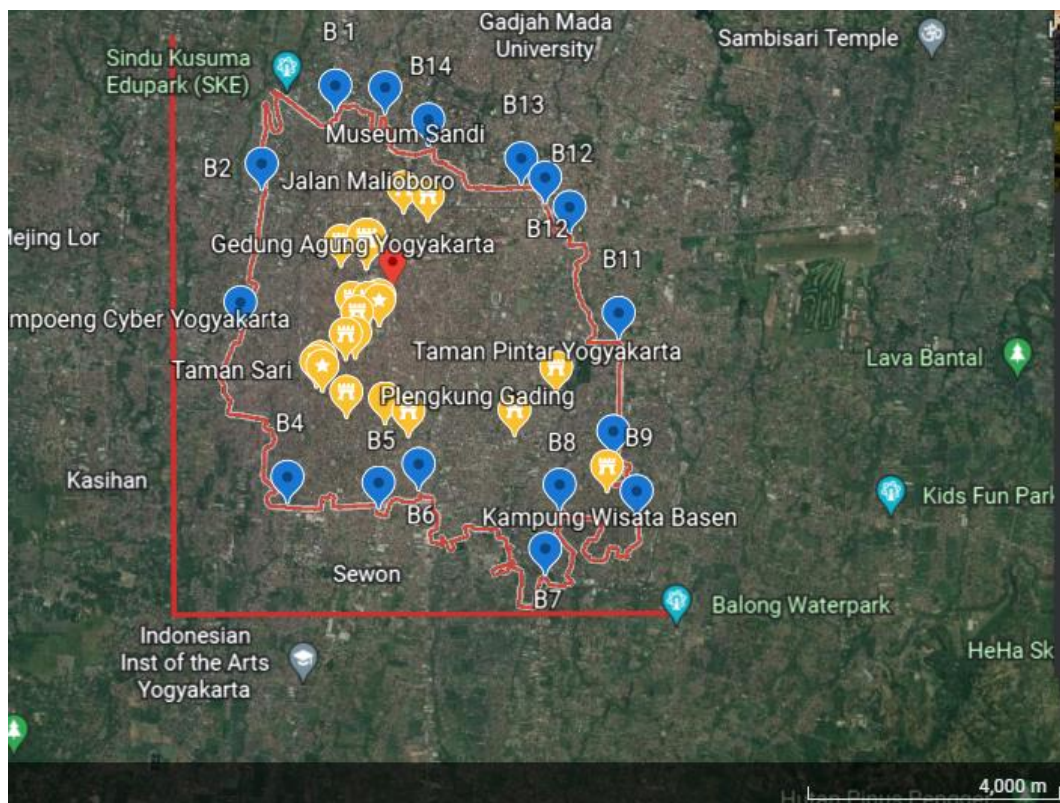 B 1
Gadjah Mada
University
Sambisari Temple
Sindu Kusuma
Edupark (SKE)
B14
B13
Museum Sandi
B12
B2
Jalan Malioboro
B12
Mejing Lor
Gedung Agung Yogyakarta
B11
mpoeng Cyber Yogyakarta
Taman Pintar Yogyakarta
Lava Bantal
Taman Sari
Plengkung Gading
B4
B5
B8
B9
Kasihan
Kids Fun Parl
B6
Kampung Wisata Basen
Sewon
B7
Balong Waterpark
Indonesian
Inst of the Arts
Yogyakarta
HeHa Sk
4,000 m